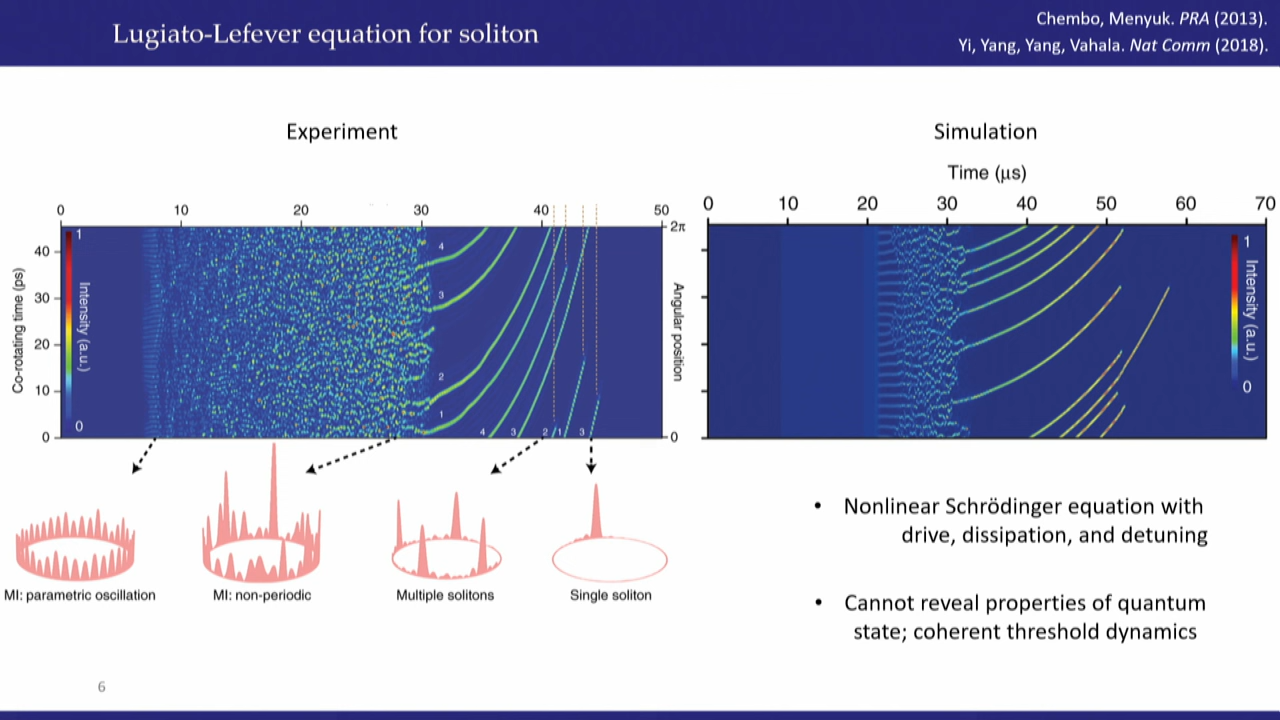 Lugiato-Lefever equation for soliton
Chembo, Menyuk. PRA (2013).
Yi, Yang, Yang, Vahala. Nat Comm (2018).
Experiment
0 10 20 30 40 50
2π
40
30
20
10
0
0
Co-rotating time (ps)
1
Intensity (a.u.)
0
4
3
2
1
4 3 2 1 3
Angular position
MI: parametric oscillation
MI: non-periodic
Multiple solitons
Single soliton
Simulation
Time (μs)
0 10 20 30 40 50 60 70
1
Intensity (a.u.)
0
• Nonlinear Schrödinger equation with
drive, dissipation, and detuning
• Cannot reveal properties of quantum
state; coherent threshold dynamics
6